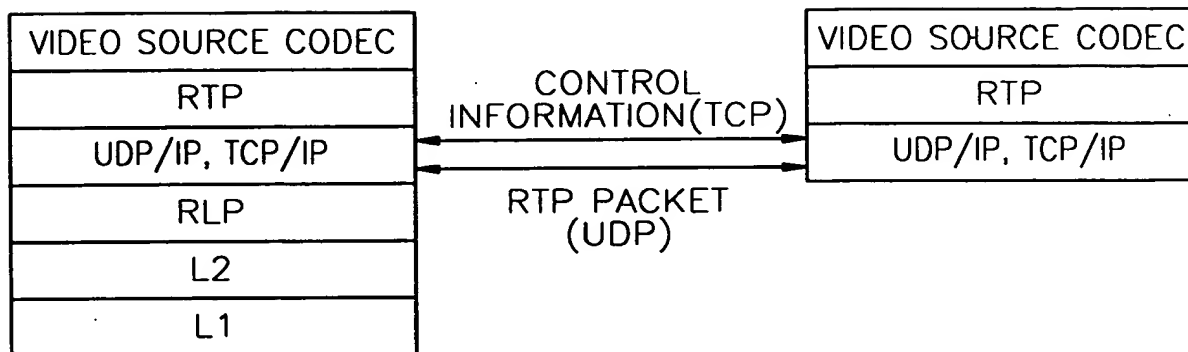 VIDEO SOURCE CODEC
RTP
UDP/IP, TCP/IP
RLP
L2
L1
CONTROL
INFORMATION(TCP)
RTP PACKET
(UDP)
VIDEO SOURCE CODEC
RTP
UDP/IP, TCP/IP